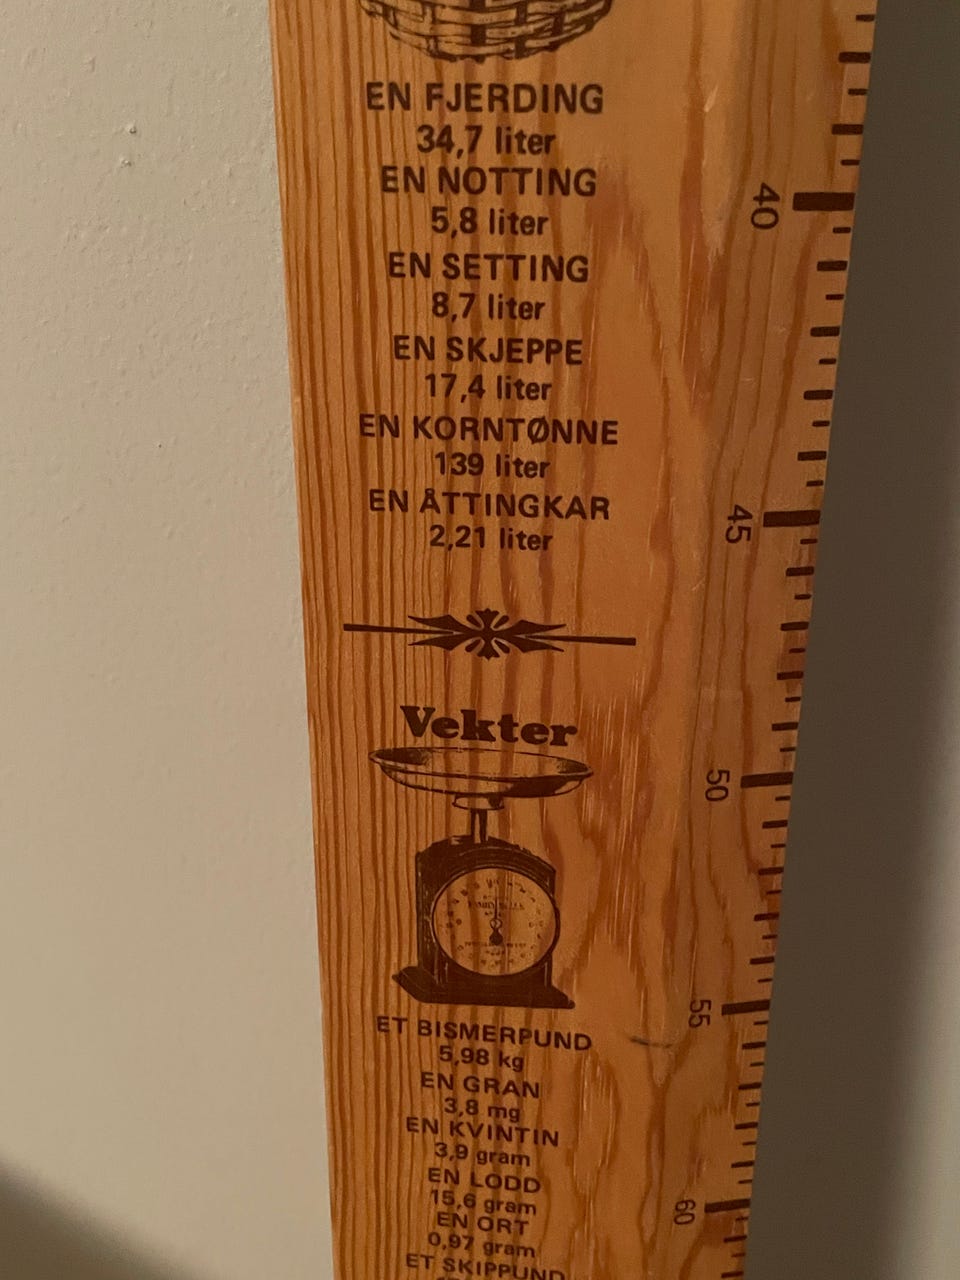 EN FJERDING
34,7 liter
EN NOTTING
5,8 liter
EN SETTING
8,7 liter
EN SKJEPPE
17,4 liter
EN KORNTØNNE
139 liter
EN ÅTTINGKAR
2,21 liter
Vekter
ET BISMERPUND
5,98 kg
EN GRAN
3,8 mg
EN KVINTIN
3,9 gram
EN LODD
15,6 gram
EN ORT
0,97 gram
ET SKIPPUND
40
45
50
55
60